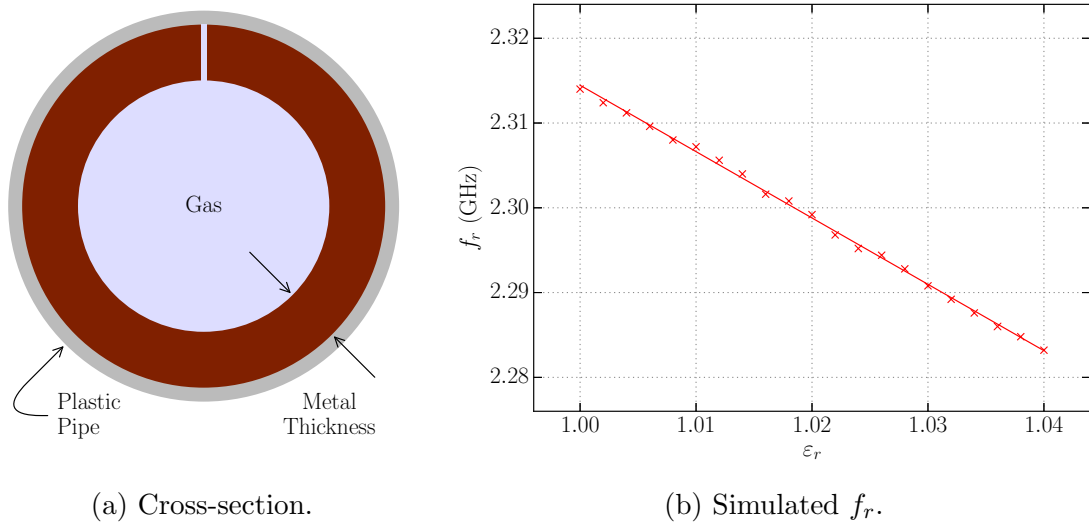 Gas
Plastic
Pipe
Metal
Thickness
(a) Cross-section.
2.32
2.31
2.30
2.29
2.28
f_r (GHz)
1.00 1.01 1.02 1.03 1.04
ε_r
(b) Simulated f_r.